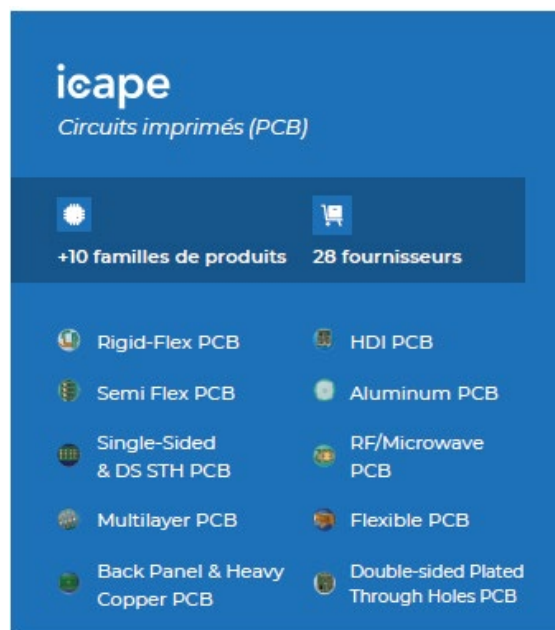 icape
Circuits imprimés (PCB)
+10 familles de produits
28 fournisseurs
Rigid-Flex PCB
HDI PCB
Semi Flex PCB
Aluminum PCB
Single-Sided
& DS STH PCB
RF/Microwave
PCB
Multilayer PCB
Flexible PCB
Back Panel & Heavy
Copper PCB
Double-sided Plated
Through Holes PCB